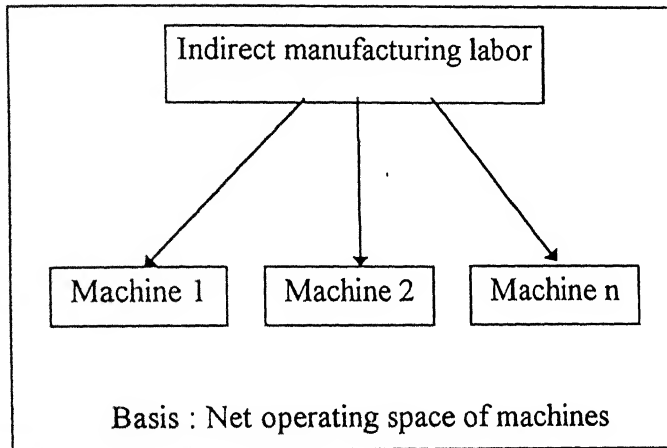 Indirect manufacturing labor
Machine 1
Machine 2
Machine n
Basis : Net operating space of machines